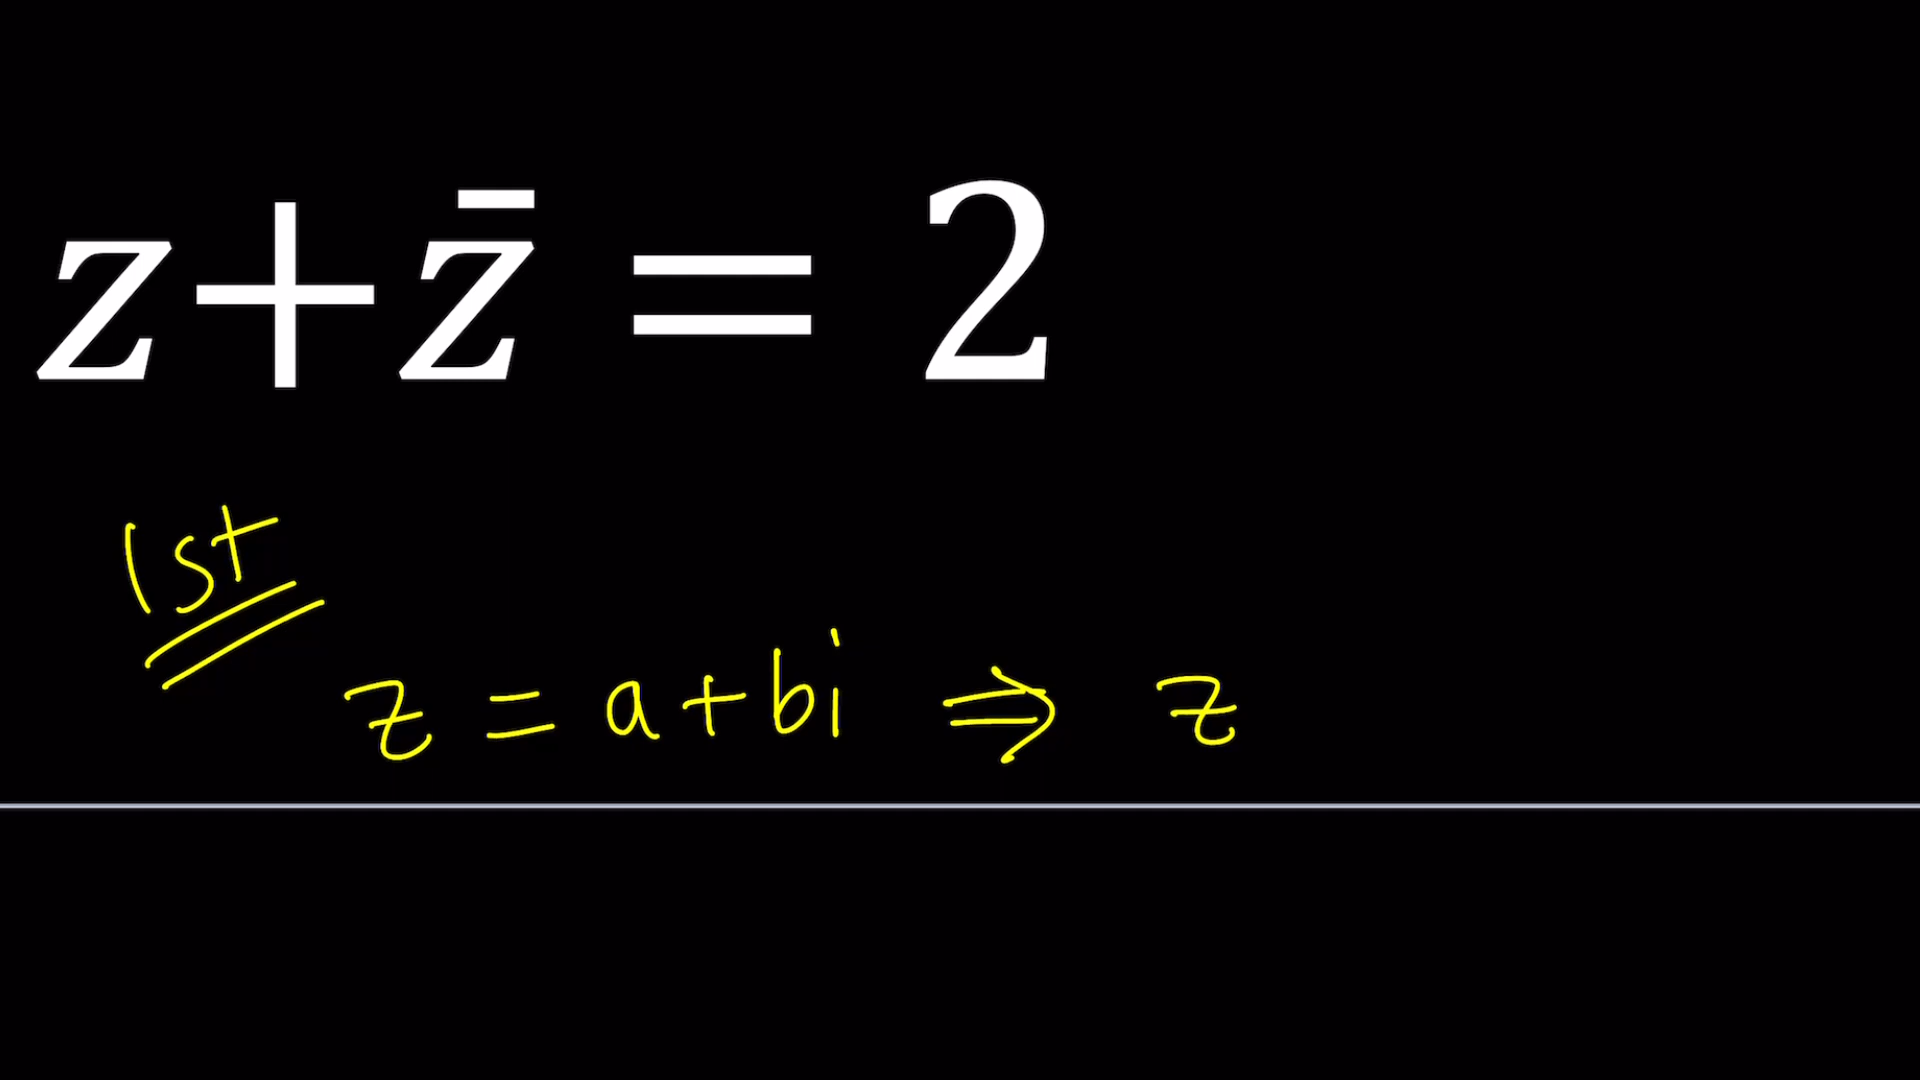 z+z̄ = 2
1st
z = a+bi ⇒ z